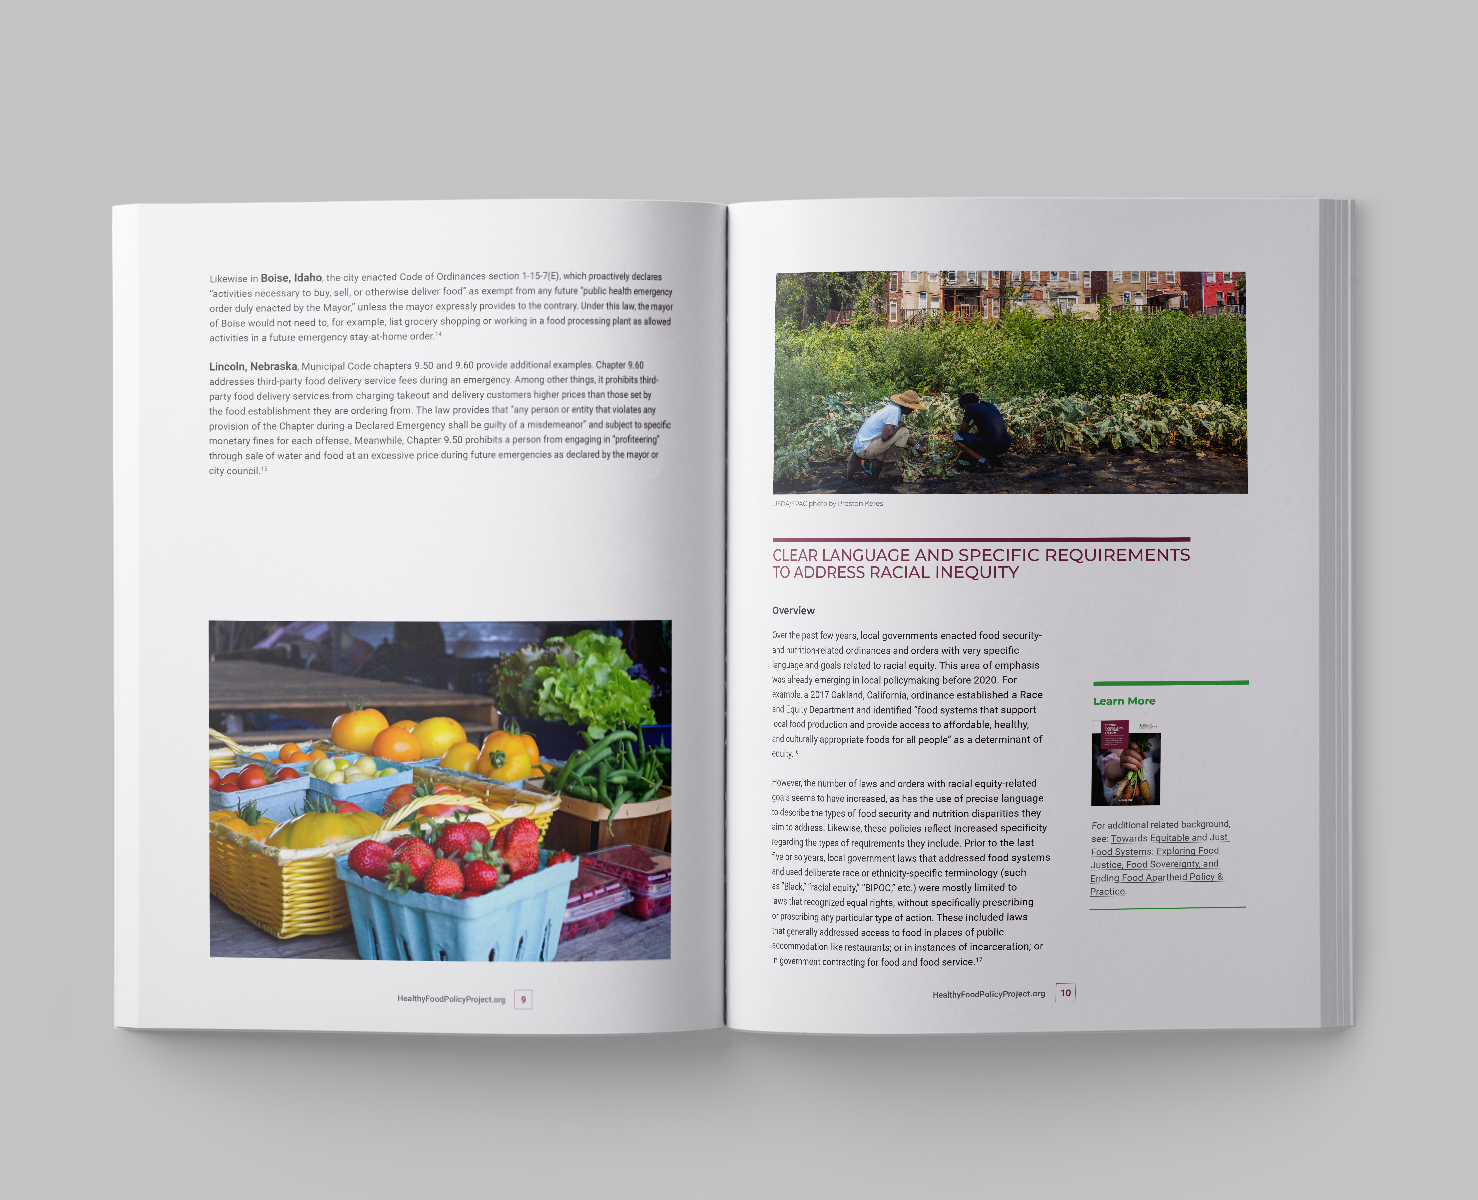 Likewise in Boise, Idaho, the city enacted Code of Ordinances section 1-15-7(E), which proactively declares
“activities necessary to buy, sell, or otherwise deliver food” as exempt from any future “public health emergency
order duly enacted by the Mayor,” unless the mayor expressly provides to the contrary. Under this law, the mayor
of Boise would not need to, for example, list grocery shopping or working in a food processing plant as allowed
activities in a future emergency stay-at-home order.14
Lincoln, Nebraska, Municipal Code chapters 9.50 and 9.60 provide additional examples. Chapter 9.60
addresses third-party food delivery service fees during an emergency. Among other things, it prohibits third-
party food delivery services from charging takeout and delivery customers higher prices than those set by
the food establishment they are ordering from. The law provides that “any person or entity that violates any
provision of the Chapter during a Declared Emergency shall be guilty of a misdemeanor” and subject to specific
monetary fines for each offense. Meanwhile, Chapter 9.50 prohibits a person from engaging in “profiteering”
through sale of water and food at an excessive price during future emergencies as declared by the mayor or
city council.15
HealthyFoodPolicyProject.org 9
USDA/FPAC photo by Preston Keres
CLEAR LANGUAGE AND SPECIFIC REQUIREMENTS
TO ADDRESS RACIAL INEQUITY
Overview
Over the past few years, local governments enacted food security-
and nutrition-related ordinances and orders with very specific
language and goals related to racial equity. This area of emphasis
was already emerging in local policymaking before 2020. For
example, a 2017 Oakland, California, ordinance established a Race
and Equity Department and identified “food systems that support
local food production and provide access to affordable, healthy,
and culturally appropriate foods for all people” as a determinant of
equity.
However, the number of laws and orders with racial equity-related
goals seems to have increased, as has the use of precise language
to describe the types of food security and nutrition disparities they
aim to address. Likewise, these policies reflect increased specificity
regarding the types of requirements they include. Prior to the last
five or so years, local government laws that addressed food systems
and used deliberate race or ethnicity-specific terminology (such
as “Black,” “racial equity,” “BIPOC,” etc.) were mostly limited to
laws that recognized equal rights, without specifically prescribing
or proscribing any particular type of action. These included laws
that generally addressed access to food in places of public
accommodation like restaurants; or in instances of incarceration; or
in government contracting for food and food service.17
Learn More
For additional related background,
see: Towards Equitable and Just
Food Systems: Exploring Food
Justice, Food Sovereignty, and
Ending Food Apartheid Policy &
Practice.
HealthyFoodPolicyProject.org 10